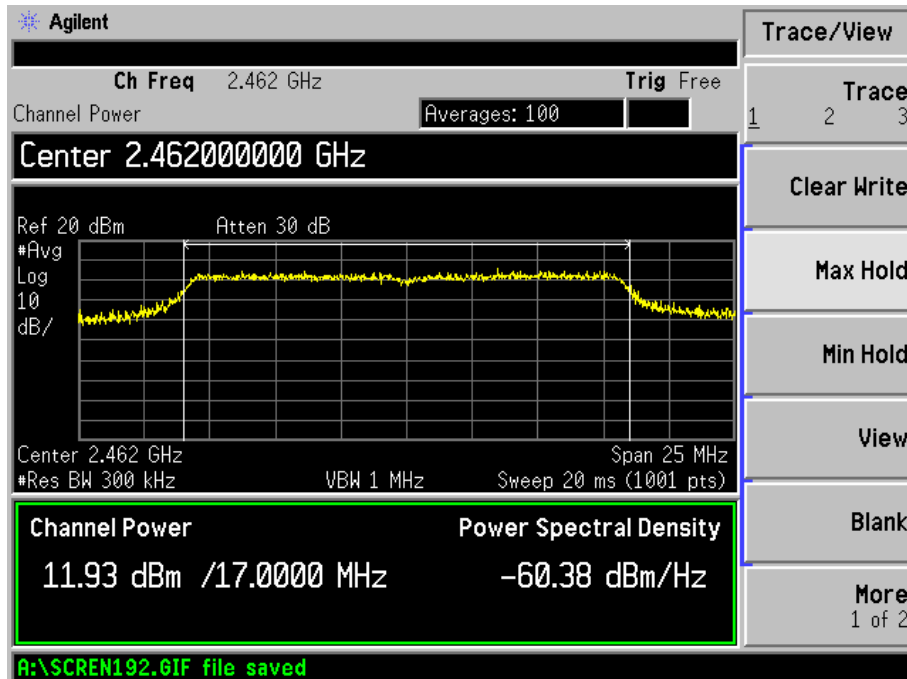 Agilent
Trace/View
Ch Freq 2.462 GHz Trig Free
Channel Power Averages: 100
Center 2.462000000 GHz
Ref 20 dBm Atten 30 dB
#Avg
Log
10
dB/
Center 2.462 GHz Span 25 MHz
#Res BW 300 kHz VBW 1 MHz Sweep 20 ms (1001 pts)
Channel Power Power Spectral Density
11.93 dBm /17.0000 MHz -60.38 dBm/Hz
A:\SCREN192.GIF file saved
Trace
1 2 3
Clear Write
Max Hold
Min Hold
View
Blank
More
1 of 2